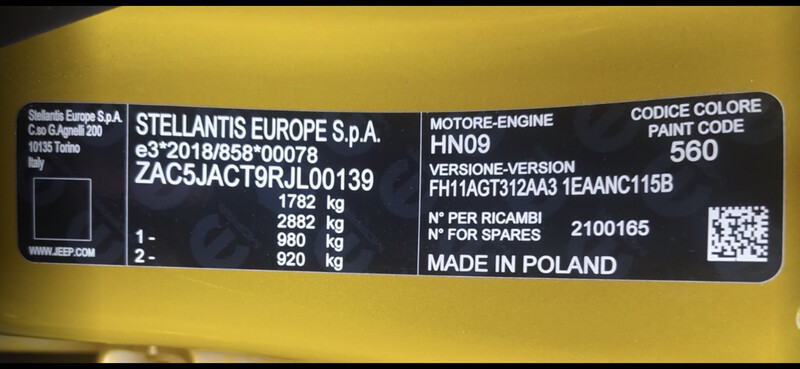 Stellantis Europe S.p.A.
C.so G.Agnelli 200
10135 Torino
Italy
WWW.JEEP.COM
STELLANTIS EUROPE S.p.A.
e3*2018/858*00078
ZAC5JACT9RJL00139
1782 kg
2882 kg
1- 980 kg
2- 920 kg
MOTORE-ENGINE
HN09
VERSIONE-VERSION
FH11AGT312AA3 1EAANC115B
N° PER RICAMBI
N° FOR SPARES 2100165
MADE IN POLAND
CODICE COLORE
PAINT CODE
560